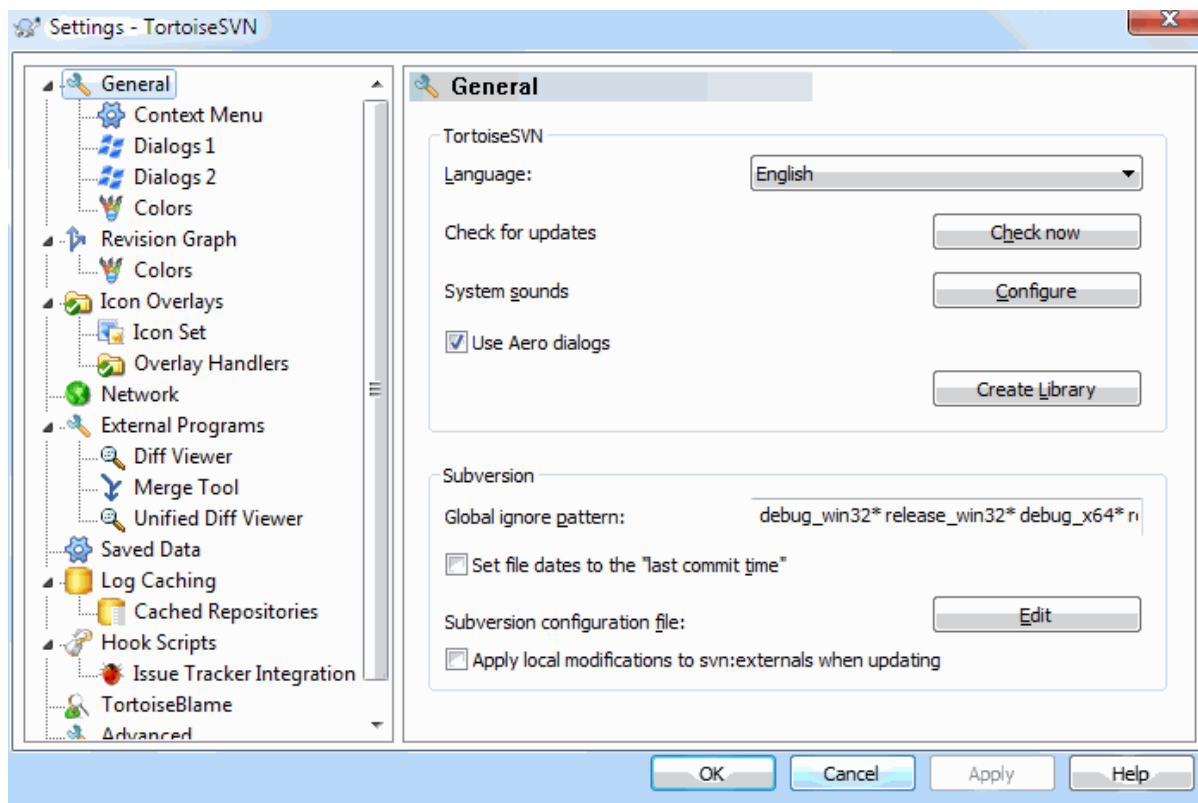 Settings - TortoiseSVN
General
Context Menu
Dialogs 1
Dialogs 2
Colors
Revision Graph
Colors
Icon Overlays
Icon Set
Overlay Handlers
Network
External Programs
Diff Viewer
Merge Tool
Unified Diff Viewer
Saved Data
Log Caching
Cached Repositories
Hook Scripts
Issue Tracker Integration
TortoiseBlame
Advanced
General
TortoiseSVN
Language: English
Check for updates Check now
System sounds Configure
Use Aero dialogs
Create Library
Subversion
Global ignore pattern: debug_win32* release_win32* debug_x64*
Set file dates to the "last commit time"
Subversion configuration file: Edit
Apply local modifications to svn:externals when updating
OK Cancel Apply Help